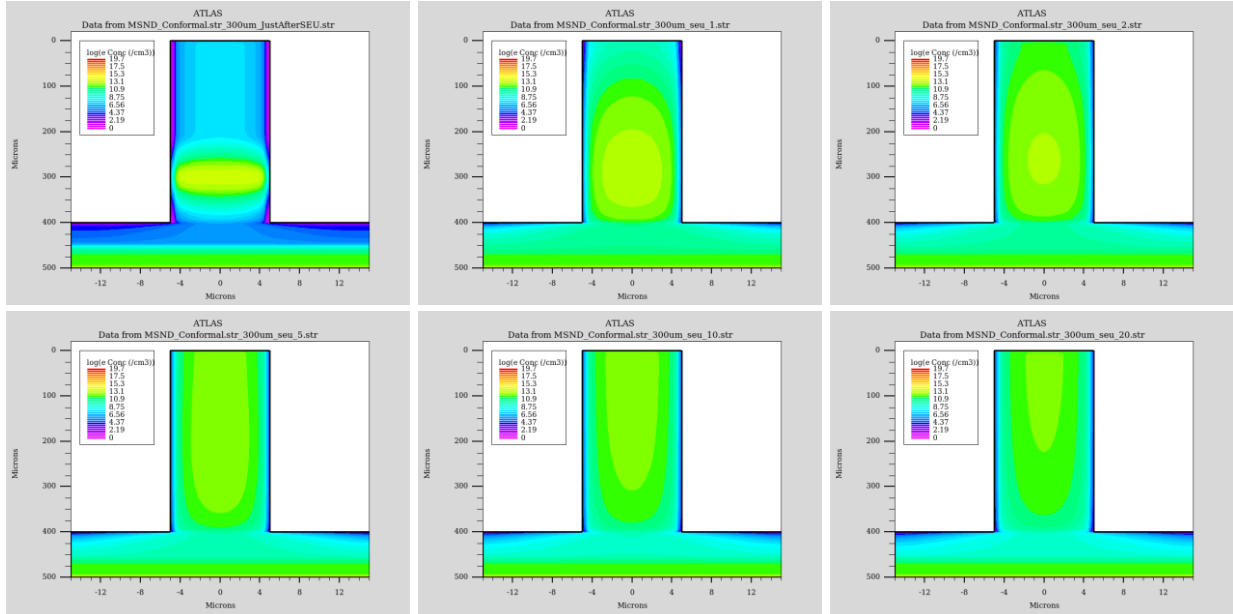 ATLAS
Data from MSND_Conformal.str_300um_JustAfterSEU.str
log(e Conc (/cm3))
19.7
17.5
15.3
13.1
10.9
8.75
6.56
4.37
2.19
0
0
100
200
300
400
500
Microns
-12 -8 -4 0 4 8 12
Microns
ATLAS
Data from MSND_Conformal.str_300um_seu_1.str
log(e Conc (/cm3))
19.7
17.5
15.3
13.1
10.9
8.75
6.56
4.37
2.19
0
0
100
200
300
400
500
Microns
-12 -8 -4 0 4 8 12
Microns
ATLAS
Data from MSND_Conformal.str_300um_seu_2.str
log(e Conc (/cm3))
19.7
17.5
15.3
13.1
10.9
8.75
6.56
4.37
2.19
0
0
100
200
300
400
500
Microns
-12 -8 -4 0 4 8 12
Microns
ATLAS
Data from MSND_Conformal.str_300um_seu_5.str
log(e Conc (/cm3))
19.7
17.5
15.3
13.1
10.9
8.75
6.56
4.37
2.19
0
0
100
200
300
400
500
Microns
-12 -8 -4 0 4 8 12
Microns
ATLAS
Data from MSND_Conformal.str_300um_seu_10.str
log(e Conc (/cm3))
19.7
17.5
15.3
13.1
10.9
8.75
6.56
4.37
2.19
0
0
100
200
300
400
500
Microns
-12 -8 -4 0 4 8 12
Microns
ATLAS
Data from MSND_Conformal.str_300um_seu_20.str
log(e Conc (/cm3))
19.7
17.5
15.3
13.1
10.9
8.75
6.56
4.37
2.19
0
0
100
200
300
400
500
Microns
-12 -8 -4 0 4 8 12
Microns